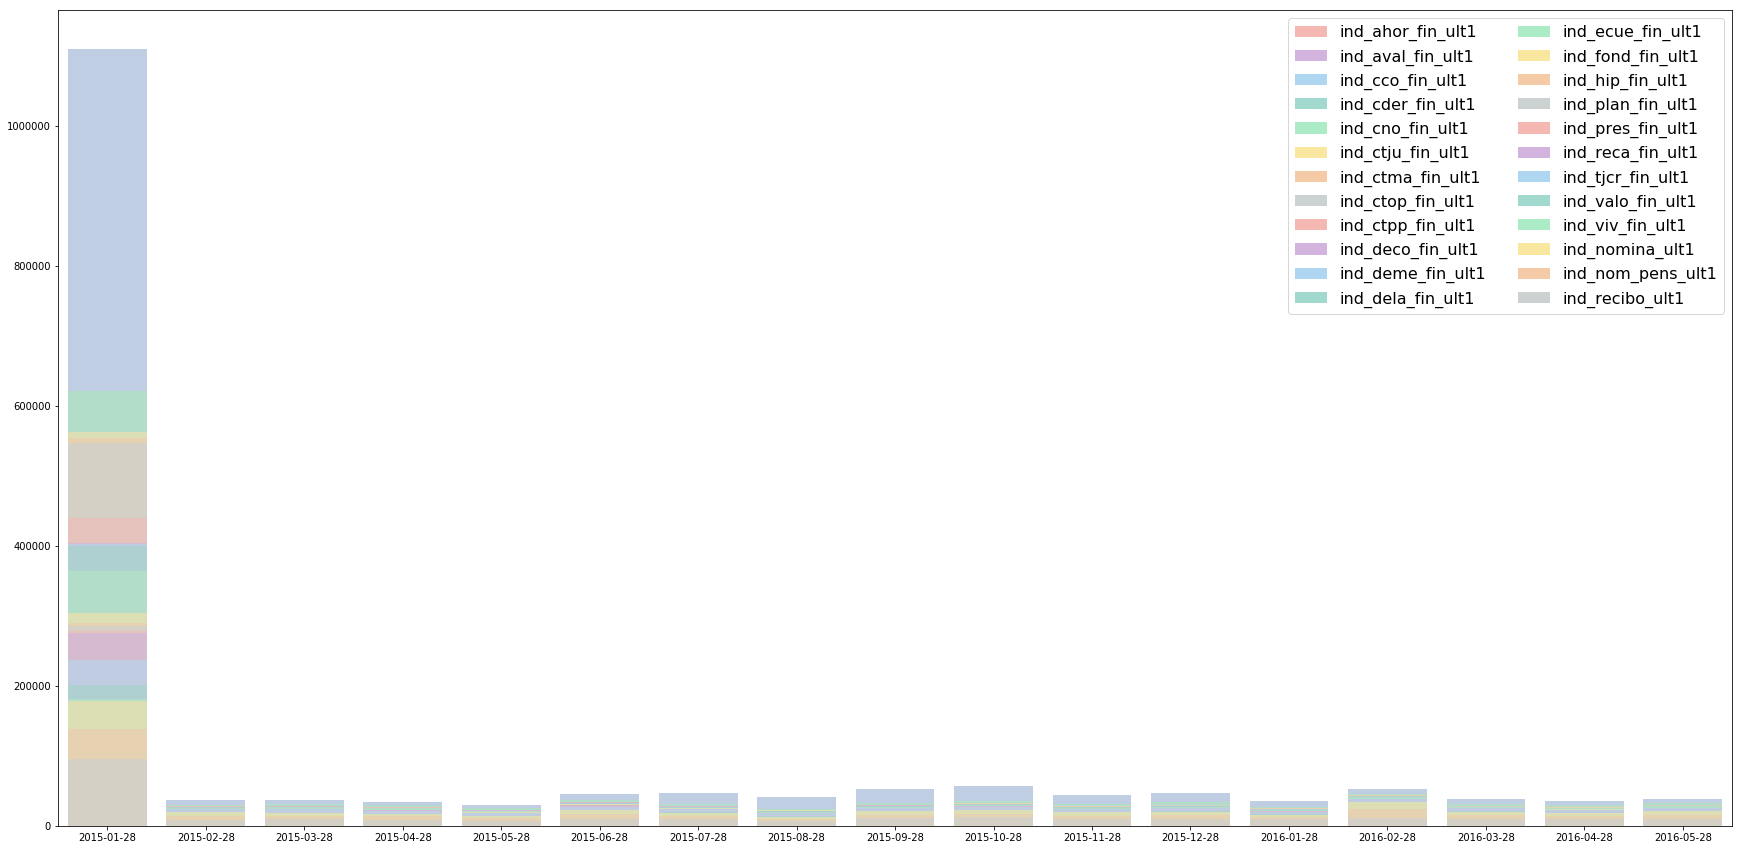 1000000
800000
600000
400000
200000
0
ind_ahor_fin_ult1
ind_aval_fin_ult1
ind_cco_fin_ult1
ind_cder_fin_ult1
ind_cno_fin_ult1
ind_ctju_fin_ult1
ind_ctma_fin_ult1
ind_ctop_fin_ult1
ind_ctpp_fin_ult1
ind_deco_fin_ult1
ind_deme_fin_ult1
ind_dela_fin_ult1
ind_ecue_fin_ult1
ind_fond_fin_ult1
ind_hip_fin_ult1
ind_plan_fin_ult1
ind_pres_fin_ult1
ind_reca_fin_ult1
ind_tjcr_fin_ult1
ind_valo_fin_ult1
ind_viv_fin_ult1
ind_nomina_ult1
ind_nom_pens_ult1
ind_recibo_ult1
2015-01-28 2015-02-28 2015-03-28 2015-04-28 2015-05-28 2015-06-28 2015-07-28 2015-08-28 2015-09-28 2015-10-28 2015-11-28 2015-12-28 2016-01-28 2016-02-28 2016-03-28 2016-04-28 2016-05-28